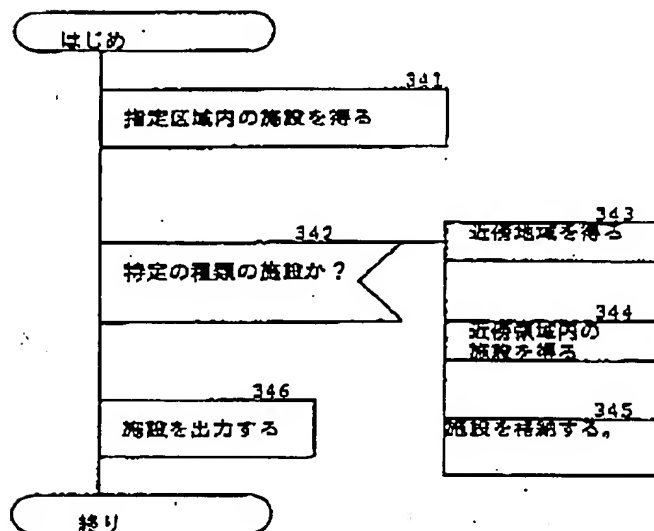 はじめ
341
指定区域内の施設を得る
342
特定の種類の施設か?
343
近傍地域を得る
344
近傍領域内の
施設を得る
345
施設を格納する。
346
施設を出力する
終り